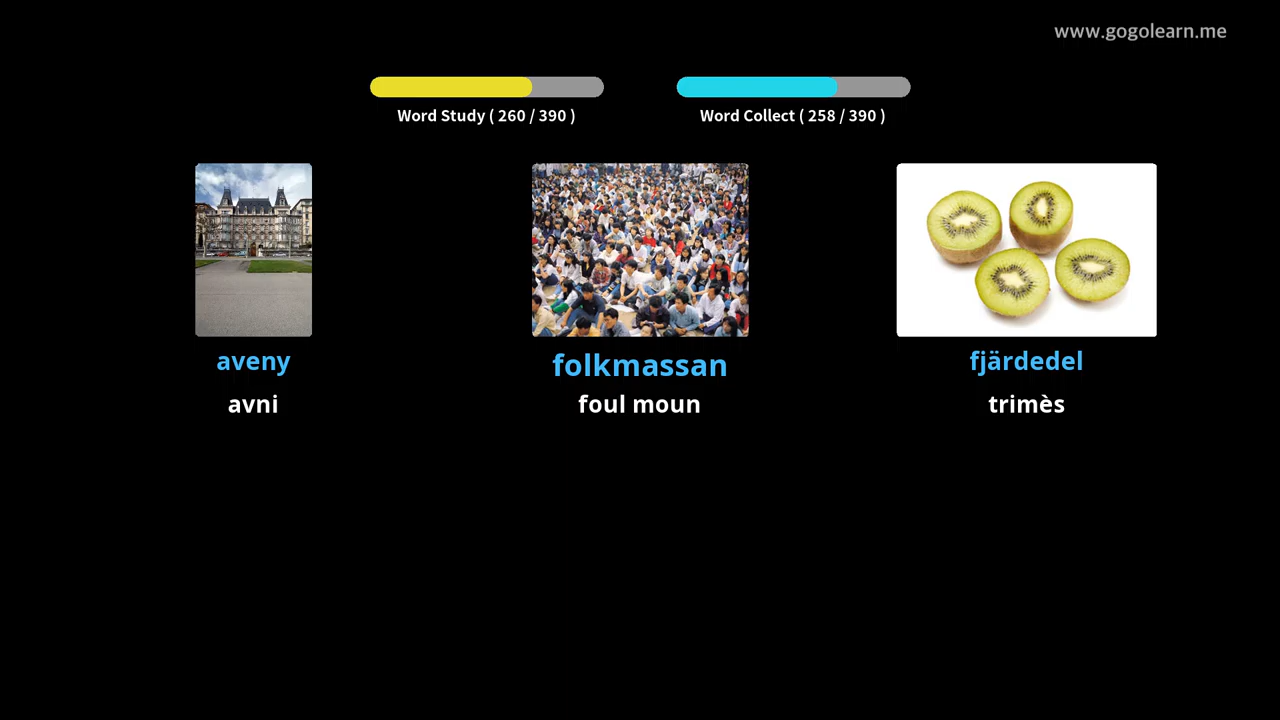 www.gogolearn.me
Word Study ( 260 / 390 )
Word Collect ( 258 / 390 )
aveny
folkmassan
fjärdedel
avni
foul moun
trimès